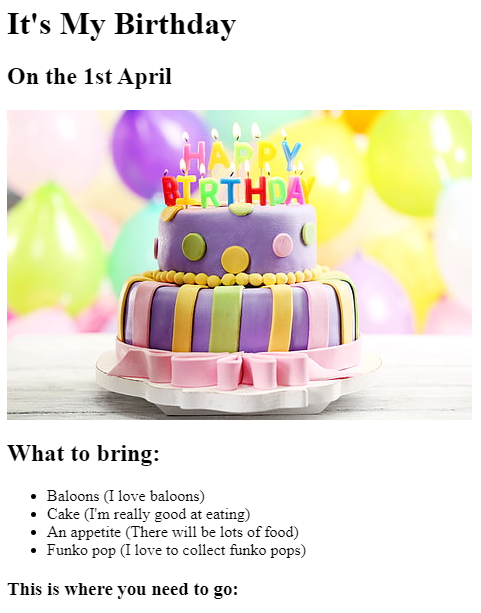 It's My Birthday
On the 1st April
HAPPY
BIRTHDAY
What to bring:
Baloons (I love baloons)
Cake (I'm really good at eating)
An appetite (There will be lots of food)
Funko pop (I love to collect funko pops)
This is where you need to go: